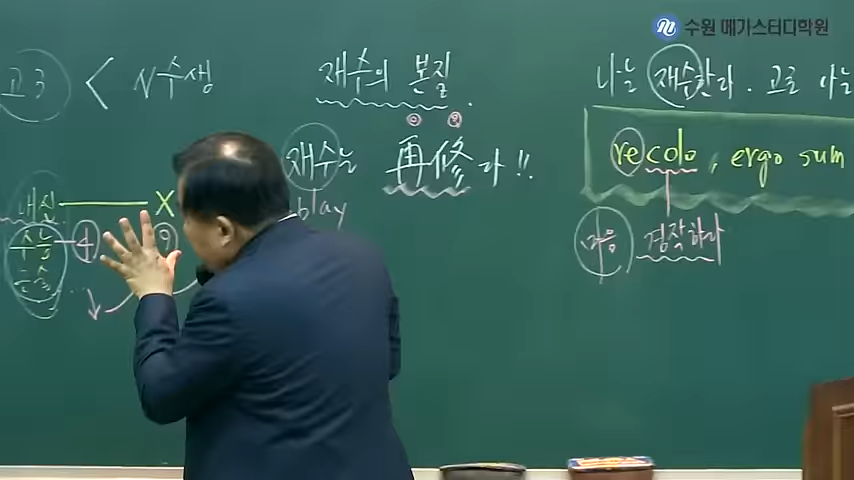 수원 메가스터디학원
고3 < N수생
재수의 본질
나는 재수한다. 고로 나는
재수는 再修라!!
play
recolo, ergo sum
마음 경작하다
내신 X
수능 4 9
논술